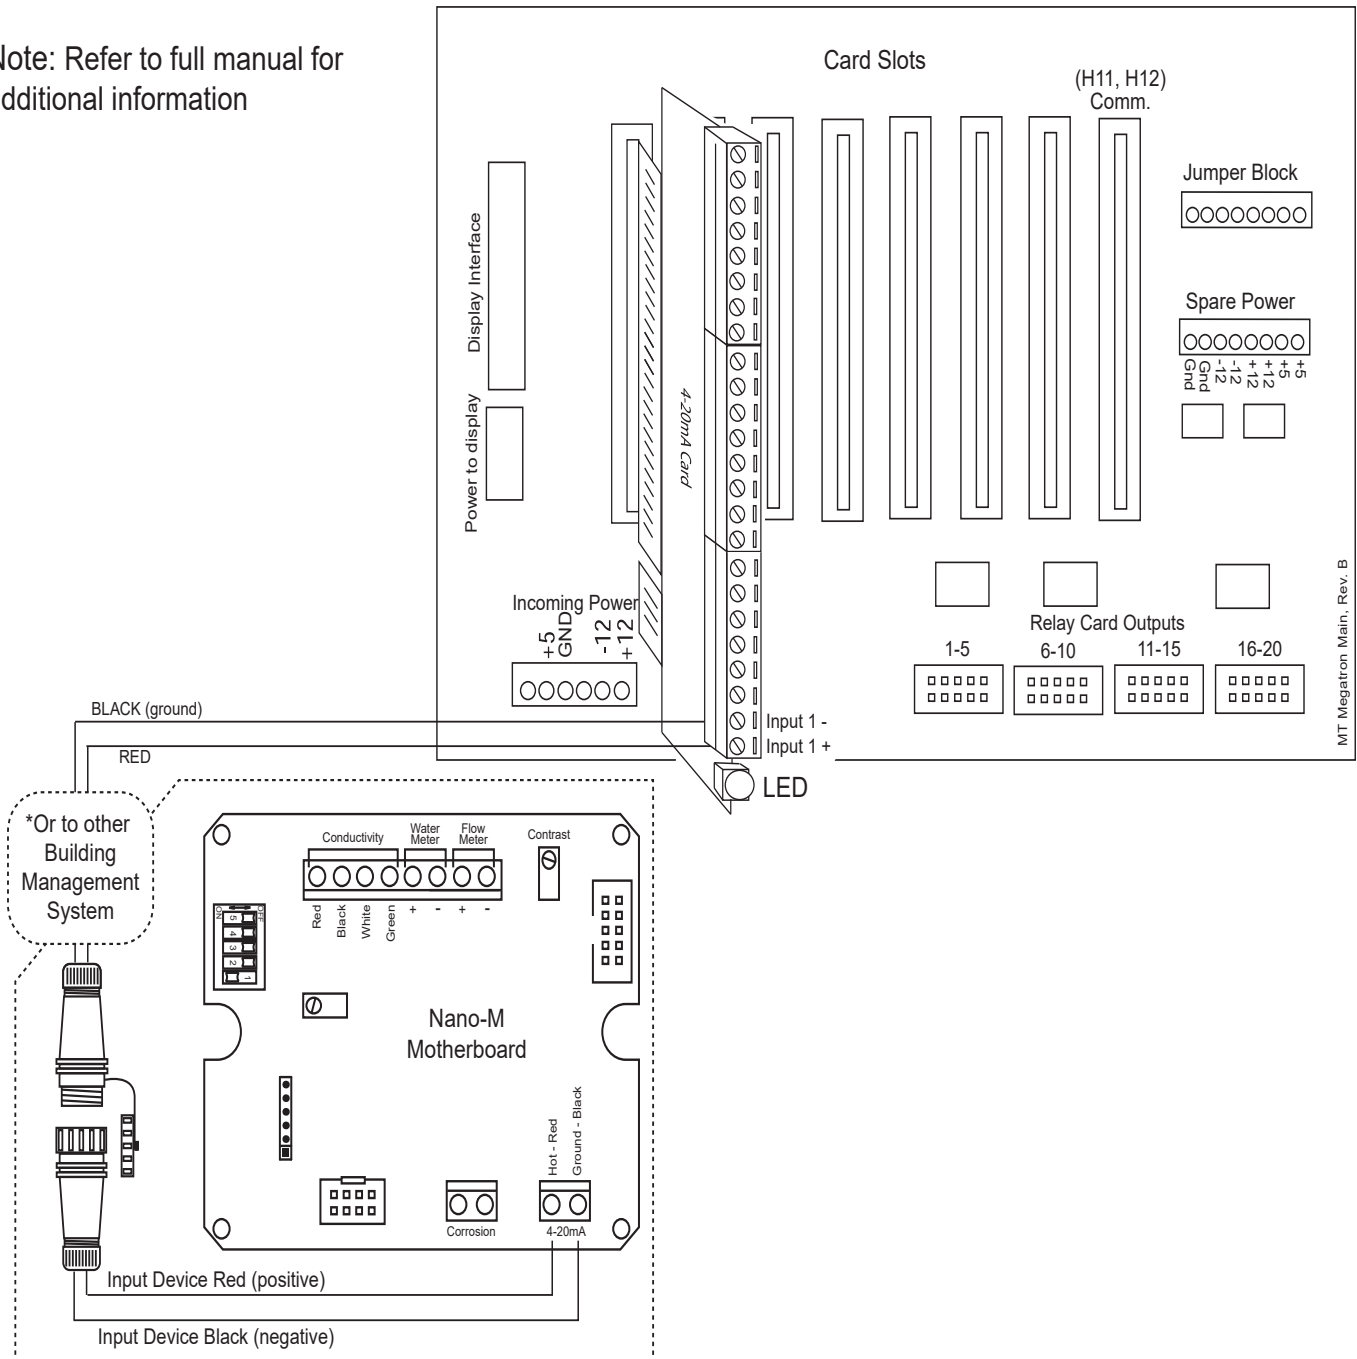 Note: Refer to full manual for
additional information
Card Slots
(H11, H12)
Comm.
Jumper Block
Spare Power
Gnd
Gnd
-12
-12
+12
+12
+5
+5
Display Interface
Power to display
4-20mA Card
Incoming Power
+5
GND
-12
+12
Relay Card Outputs
1-5
6-10
11-15
16-20
MT Megatron Main, Rev. B
Input 1 -
Input 1 +
LED
BLACK (ground)
RED
*Or to other
Building
Management
System
Conductivity
Water
Meter
Flow
Meter
Contrast
Red
Black
White
Green
+
-
+
-
ON
OFF
5
4
3
2
1
Nano-M
Motherboard
Hot - Red
Ground - Black
Corrosion
4-20mA
Input Device Red (positive)
Input Device Black (negative)